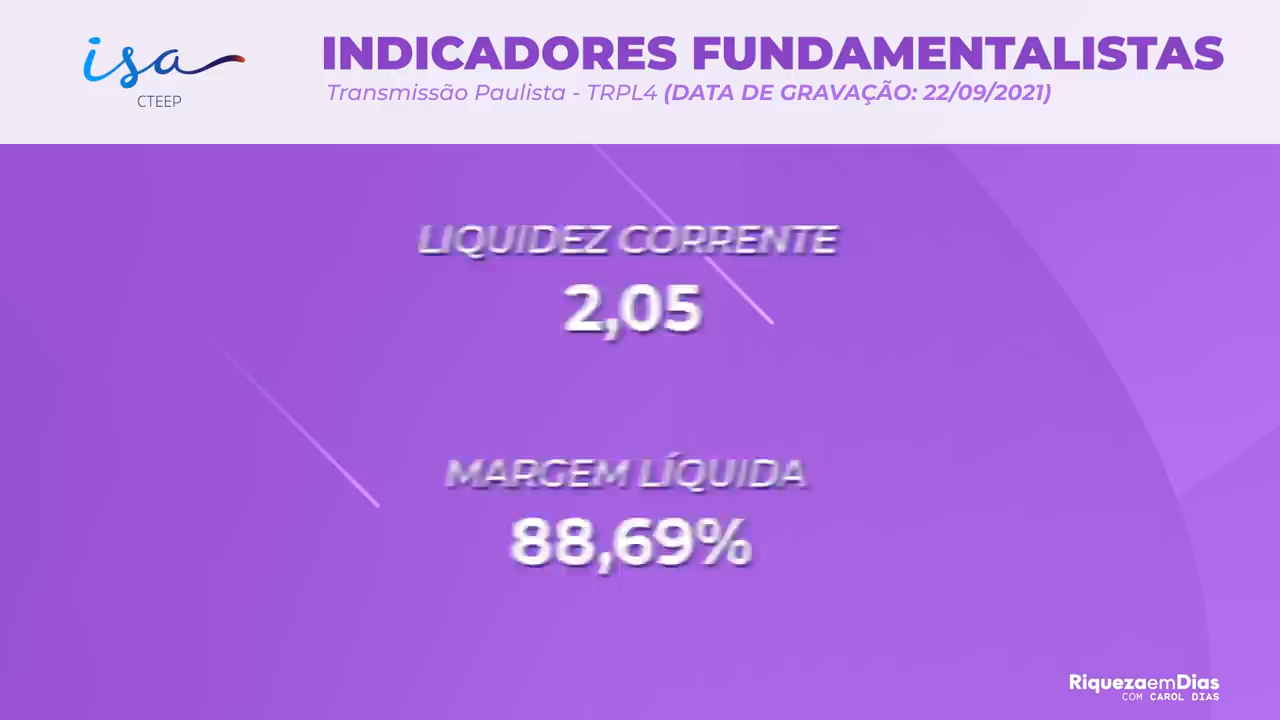 isa
CTEEP
INDICADORES FUNDAMENTALISTAS
Transmissão Paulista - TRPL4 (DATA DE GRAVAÇÃO: 22/09/2021)
LIQUIDEZ CORRENTE
2,05
MARGEM LÍQUIDA
88,69%
RiquezaemDias
COM CAROL DIAS